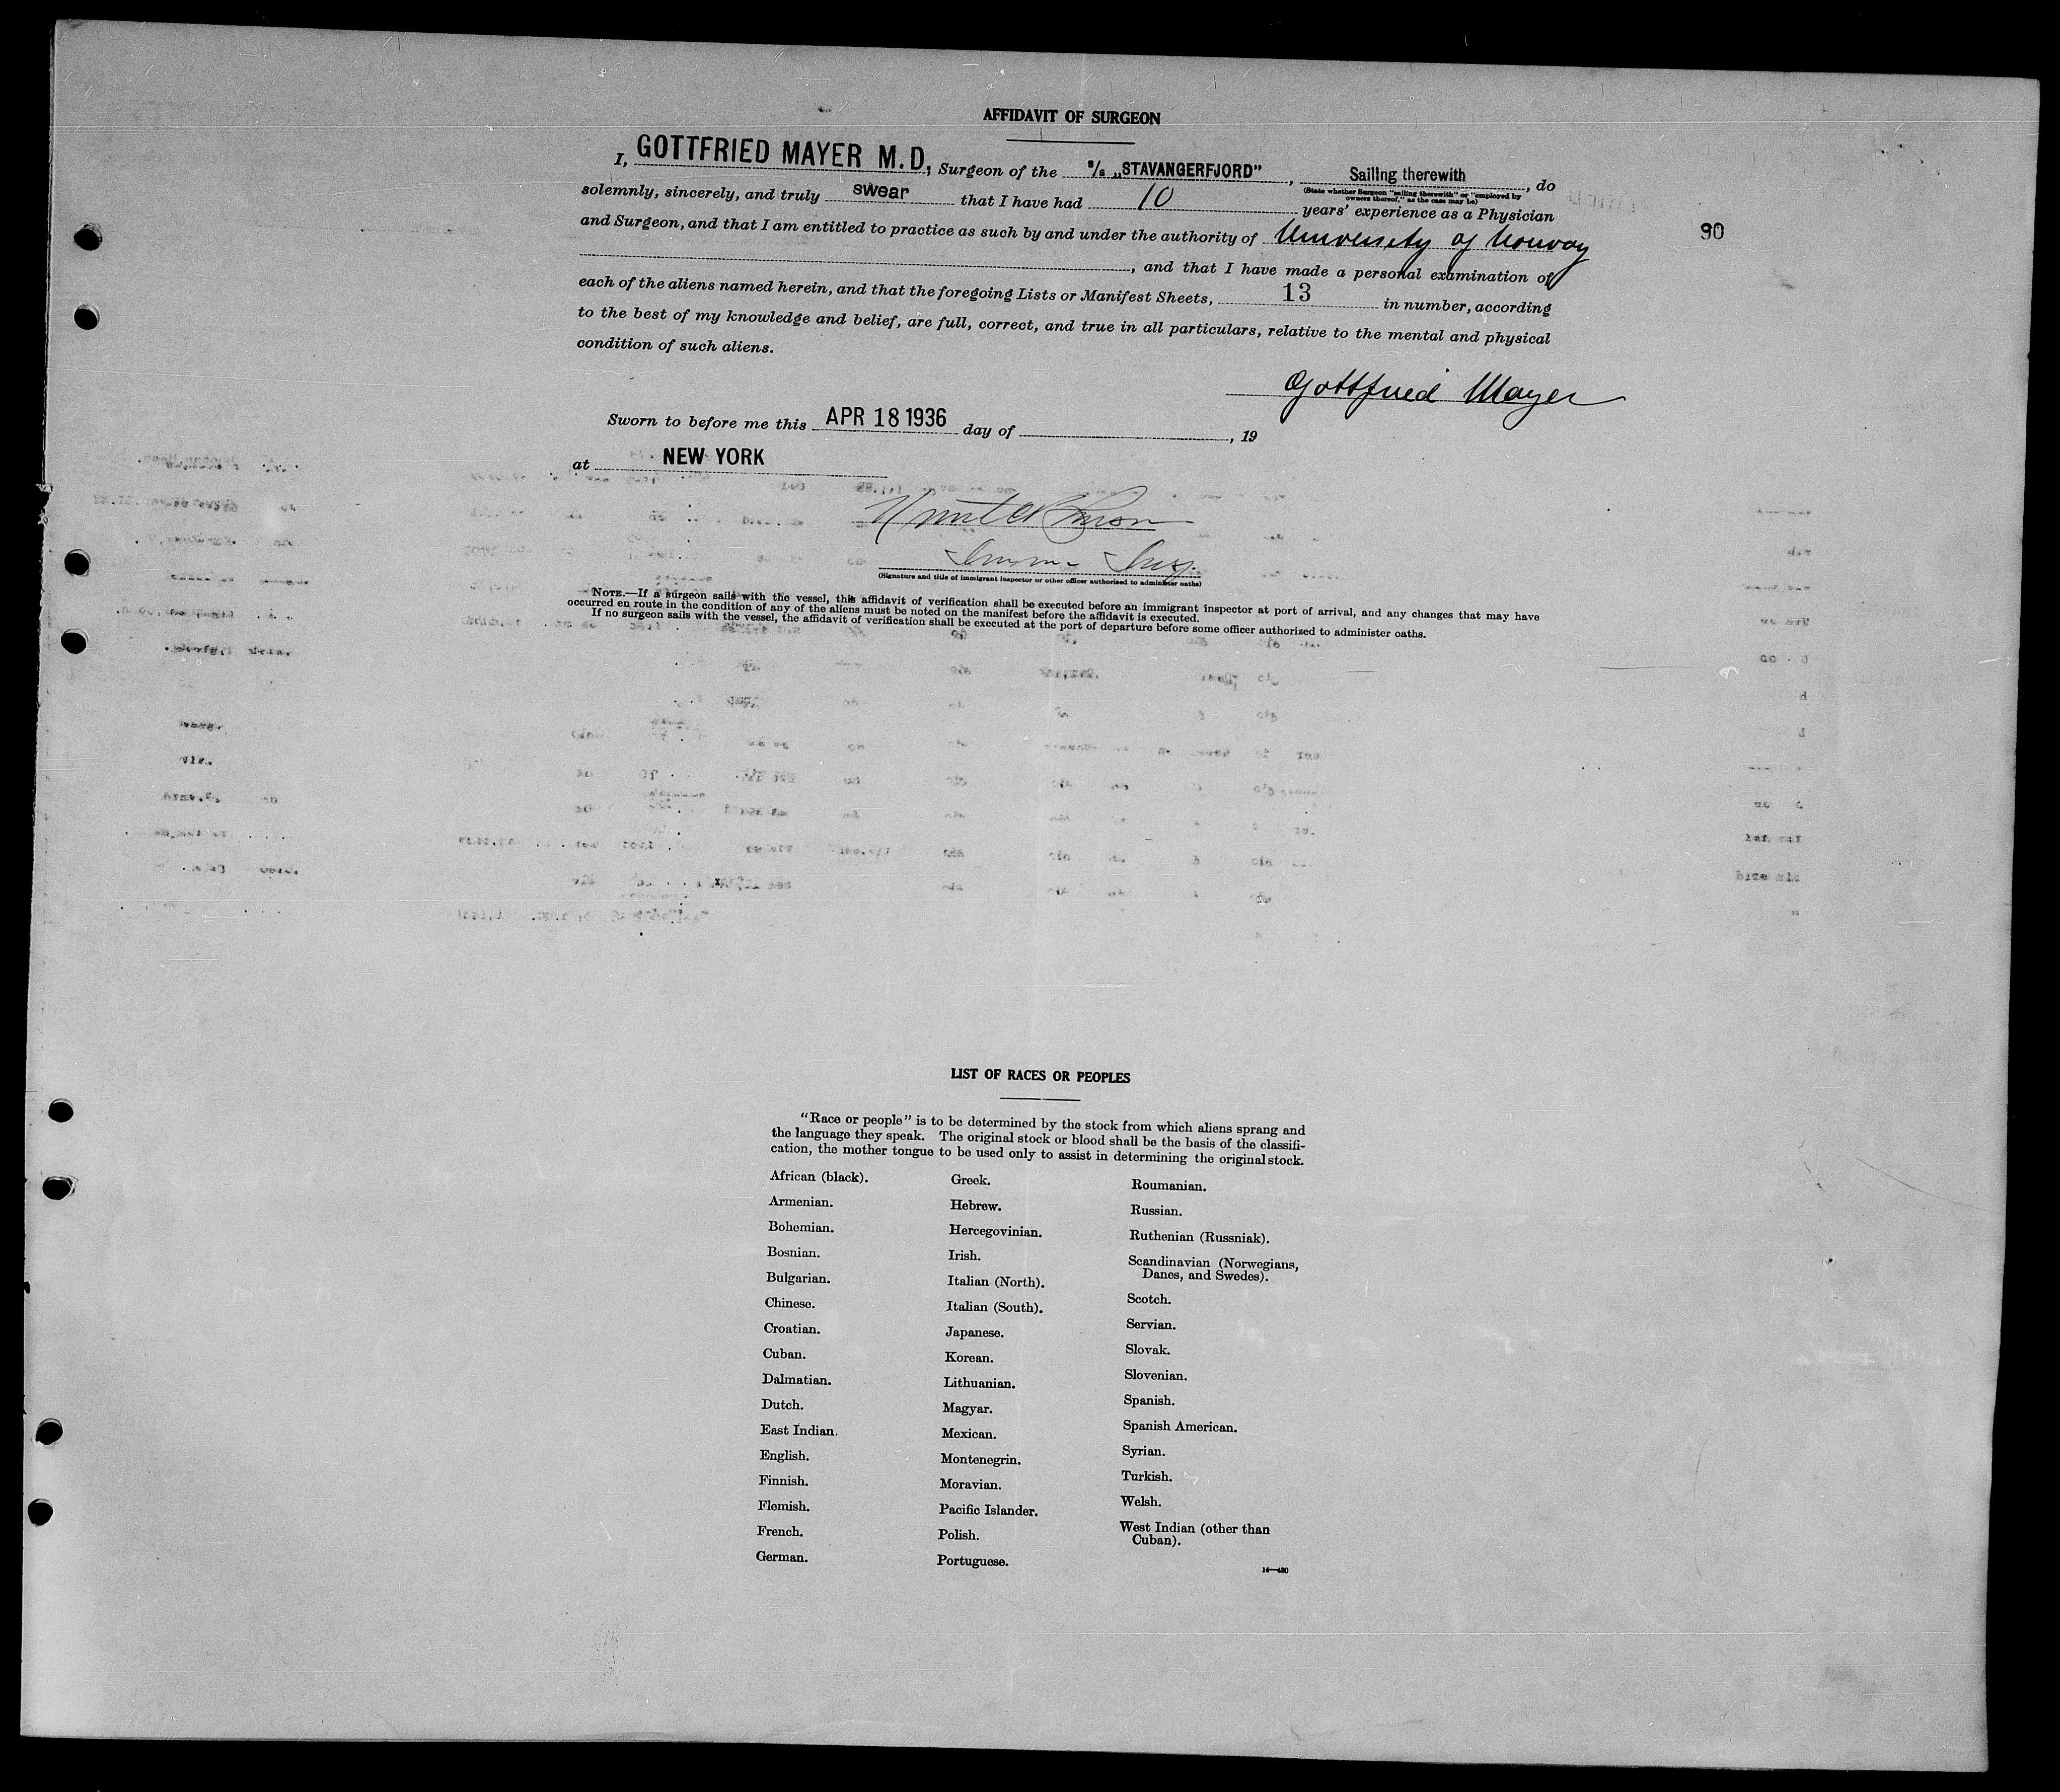 AFFIDAVIT OF SURGEON
I, GOTTFRIED MAYER M.D., Surgeon of the s/s „STAVANGERFJORD", Sailing therewith, do
(State whether Surgeon "sailing therewith" or "employed by
owners thereof," as the case may be)
solemnly, sincerely, and truly swear that I have had 10 years' experience as a Physician
and Surgeon, and that I am entitled to practice as such by and under the authority of University of Norway
, and that I have made a personal examination of
each of the aliens named herein, and that the foregoing Lists or Manifest Sheets, 13 in number, according
to the best of my knowledge and belief, are full, correct, and true in all particulars, relative to the mental and physical
condition of such aliens.
90
Gottfried Mayer
Sworn to before me this APR 18 1936 day of , 19
at NEW YORK
(Signature and title of immigrant inspector or other officer authorized to administer oaths)
NOTE.—If a surgeon sails with the vessel, this affidavit of verification shall be executed before an immigrant inspector at port of arrival, and any changes that may have
occurred en route in the condition of any of the aliens must be noted on the manifest before the affidavit is executed.
If no surgeon sails with the vessel, the affidavit of verification shall be executed at the port of departure before some officer authorized to administer oaths.
LIST OF RACES OR PEOPLES
"Race or people" is to be determined by the stock from which aliens sprang and
the language they speak. The original stock or blood shall be the basis of the classifi-
cation, the mother tongue to be used only to assist in determining the original stock.
African (black).
Armenian.
Bohemian.
Bosnian.
Bulgarian.
Chinese.
Croatian.
Cuban.
Dalmatian.
Dutch.
East Indian.
English.
Finnish.
Flemish.
French.
German.
Greek.
Hebrew.
Hercegovinian.
Irish.
Italian (North).
Italian (South).
Japanese.
Korean.
Lithuanian.
Magyar.
Mexican.
Montenegrin.
Moravian.
Pacific Islander.
Polish.
Portuguese.
Roumanian.
Russian.
Ruthenian (Russniak).
Scandinavian (Norwegians,
Danes, and Swedes).
Scotch.
Servian.
Slovak.
Slovenian.
Spanish.
Spanish American.
Syrian.
Turkish.
Welsh.
West Indian (other than
Cuban).
14—430